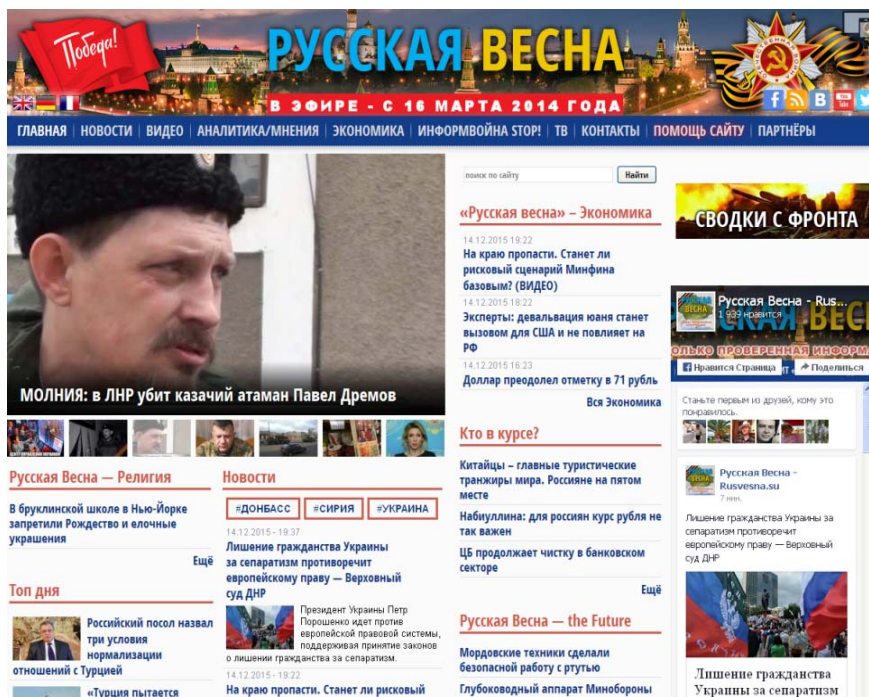 Победа!
РУССКАЯ ВЕСНА
В ЭФИРЕ - С 16 МАРТА 2014 ГОДА
ГЛАВНАЯ | НОВОСТИ | ВИДЕО | АНАЛИТИКА/МНЕНИЯ | ЭКОНОМИКА | ИНФОРМВОЙНА STOP! | ТВ | КОНТАКТЫ | ПОМОЩЬ САЙТУ | ПАРТНЁРЫ
МОЛНИЯ: в ЛНР убит казачий атаман Павел Дремов
Русская Весна — Религия
В бруклинской школе в Нью-Йорке
запретили Рождество и елочные
украшения
Ещё
Топ дня
Российский посол назвал
три условия
нормализации
отношений с Турцией
«Турция пытается
Новости
#ДОНБАСС #СИРИЯ #УКРАИНА
14.12.2015 - 19:37
Лишение гражданства Украины
за сепаратизм противоречит
европейскому праву — Верховный
суд ДНР
Президент Украины Петр
Порошенко идет против
европейской правовой системы,
поддерживая принятие законов
о лишении гражданства за сепаратизм.
14.12.2015 - 19:22
На краю пропасти. Станет ли рисковый
поиск по сайту Найти
«Русская весна» – Экономика
14.12.2015 19:22
На краю пропасти. Станет ли
рисковый сценарий Минфина
базовым? (ВИДЕО)
14.12.2015 18:22
Эксперты: девальвация юаня станет
вызовом для США и не повлияет на
РФ
14.12.2015 16:23
Доллар преодолел отметку в 71 рубль
Вся Экономика
Кто в курсе?
Китайцы – главные туристические
транжиры мира. Россияне на пятом
месте
Набиуллина: для россиян курс рубля не
так важен
ЦБ продолжает чистку в банковском
секторе
Ещё
Русская Весна — the Future
Мордовские техники сделали
безопасной работу с ртутью
Глубоководный аппарат Минобороны
СВОДКИ С ФРОНТА
Русская Весна - Rus...
1 939 нравится
Нравится Страница Поделиться
Станьте первым из друзей, кому это
понравилось.
Русская Весна -
Rusvesna.su
7 мин.
Лишение гражданства Украины за
сепаратизм противоречит
европейскому праву — Верховный
суд ДНР
Лишение гражданства
Украины за сепаратизм